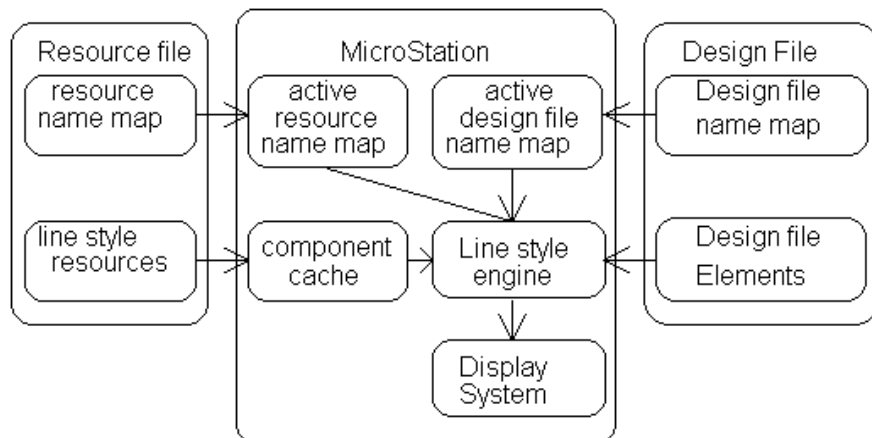 Resource file
resource
name map
line style
resources
MicroStation
active
resource
name map
active
design file
name map
component
cache
Line style
engine
Display
System
Design File
Design file
name map
Design file
Elements